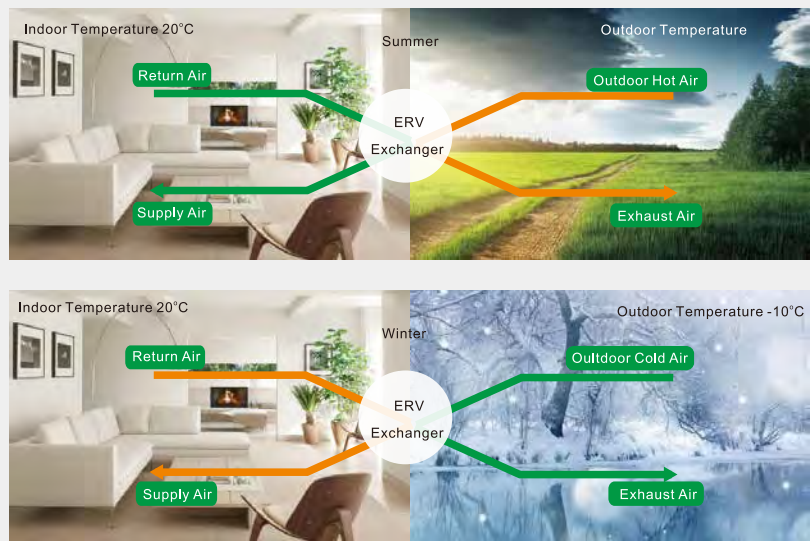 Indoor Temperature 20°C
Summer
Outdoor Temperature
Return Air
Outdoor Hot Air
ERV
Exchanger
Supply Air
Exhaust Air
Indoor Temperature 20°C
Winter
Outdoor Temperature -10°C
Return Air
Oultdoor Cold Air
ERV
Exchanger
Supply Air
Exhaust Air